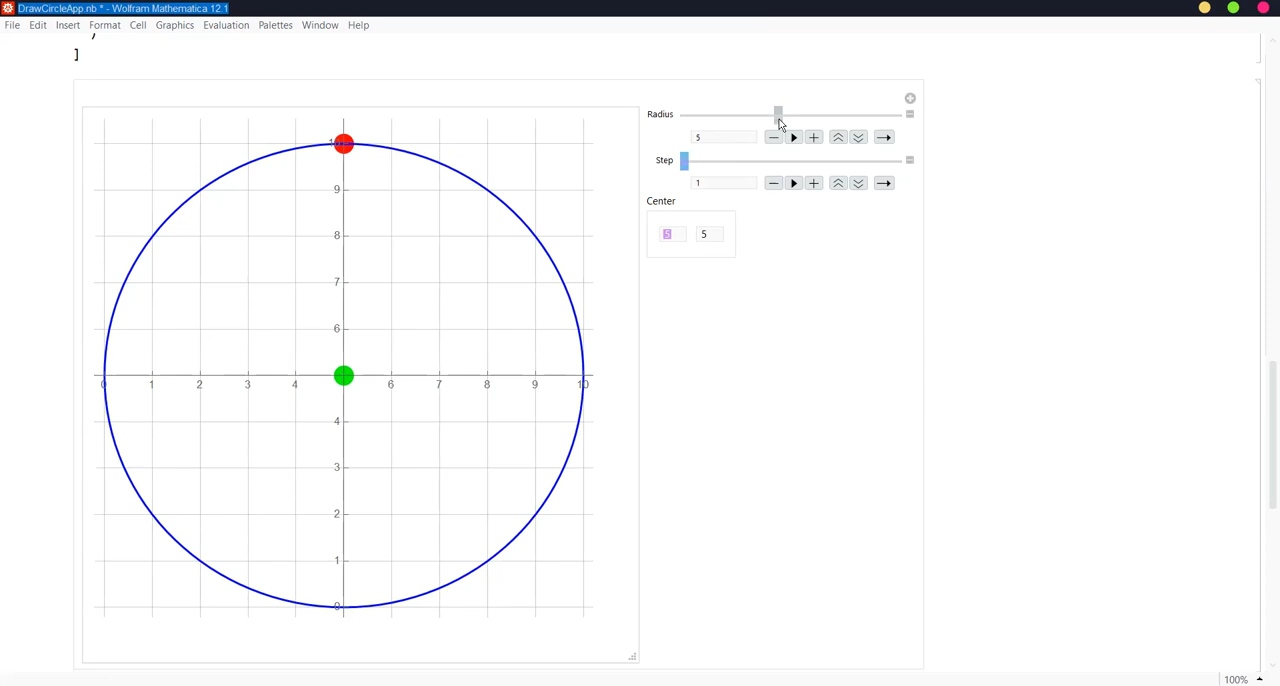 DrawCircleApp.nb * - Wolfram Mathematica 12.1
File Edit Insert Format Cell Graphics Evaluation Palettes Window Help
]
Radius
5
Step
1
Center
5 5
10
9
8
7
6
0 1 2 3 4 6 7 8 9 10
4
3
2
1
0
100%